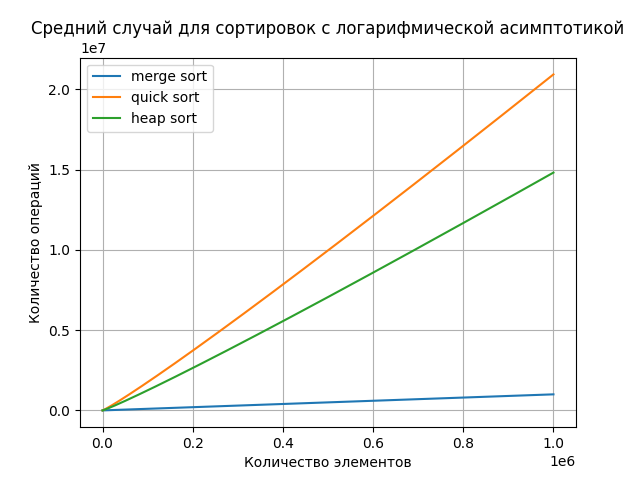 Средний случай для сортировок с логарифмической асимптотикой
1e7
merge sort
quick sort
heap sort
2.0
1.5
1.0
0.5
0.0
Количество операций
0.0 0.2 0.4 0.6 0.8 1.0
Количество элементов
1e6